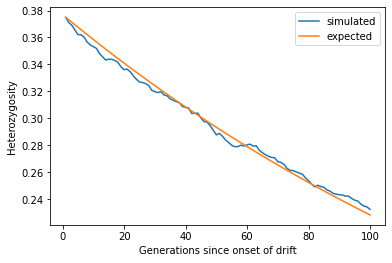 0.38
0.36
0.34
0.32
0.30
0.28
0.26
0.24
Heterozygosity
simulated
expected
0 20 40 60 80 100
Generations since onset of drift